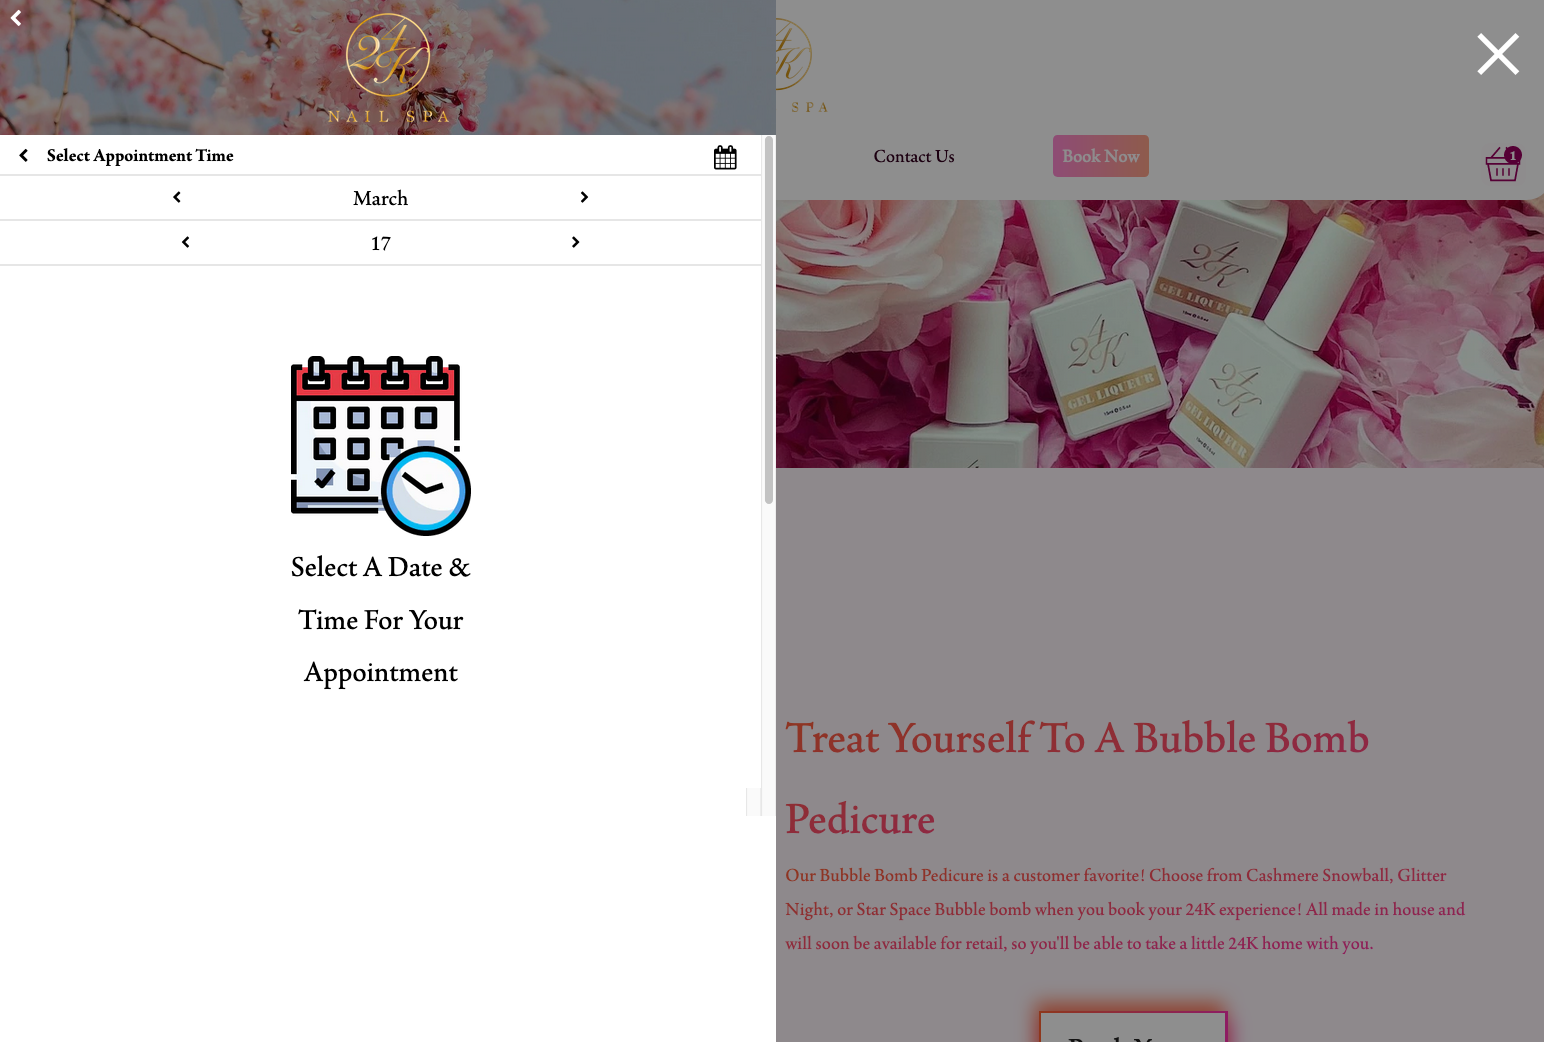 24K
NAIL SPA
Select Appointment Time
March
17
Select A Date &
Time For Your
Appointment
SPA
Contact Us
Book Now
1
24K
GEL LIQUEUR
24K
GEL LIQUEUR
15ml ℮ 0.5oz
24K
GEL LIQUEUR
Treat Yourself To A Bubble Bomb
Pedicure
Our Bubble Bomb Pedicure is a customer favorite! Choose from Cashmere Snowball, Glitter
Night, or Star Space Bubble bomb when you book your 24K experience! All made in house and
will soon be available for retail, so you'll be able to take a little 24K home with you.